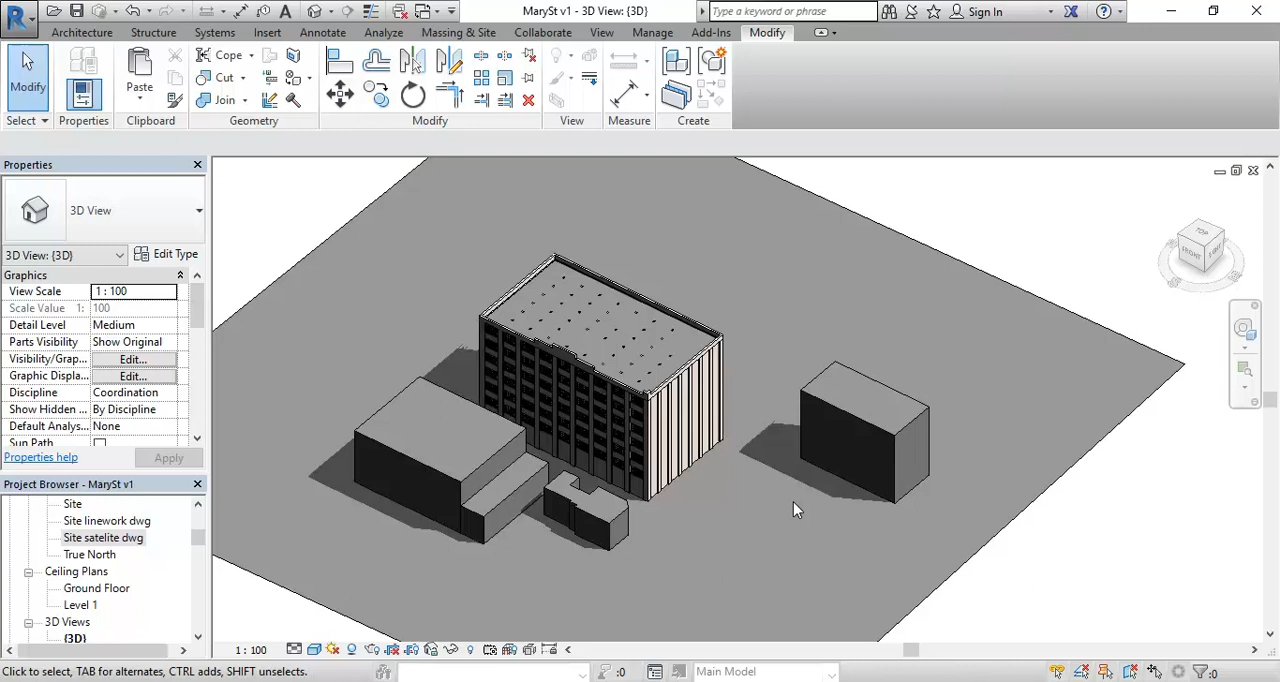 MarySt v1 - 3D View: {3D}
Type a keyword or phrase
Sign In
Architecture Structure Systems Insert Annotate Analyze Massing & Site Collaborate View Manage Add-Ins Modify
Modify
Paste
Cope
Cut
Join
Select Properties Clipboard Geometry Modify View Measure Create
Properties
3D View
3D View: {3D} Edit Type
Graphics
View Scale 1 : 100
Scale Value 1: 100
Detail Level Medium
Parts Visibility Show Original
Visibility/Grap... Edit...
Graphic Displa... Edit...
Discipline Coordination
Show Hidden ... By Discipline
Default Analys... None
Sun Path
Properties help Apply
Project Browser - MarySt v1
Site
Site linework dwg
Site satelite dwg
True North
Ceiling Plans
Ground Floor
Level 1
3D Views
{3D}
TOP
FRONT
1 : 100
Click to select, TAB for alternates, CTRL adds, SHIFT unselects.
:0
Main Model
:0